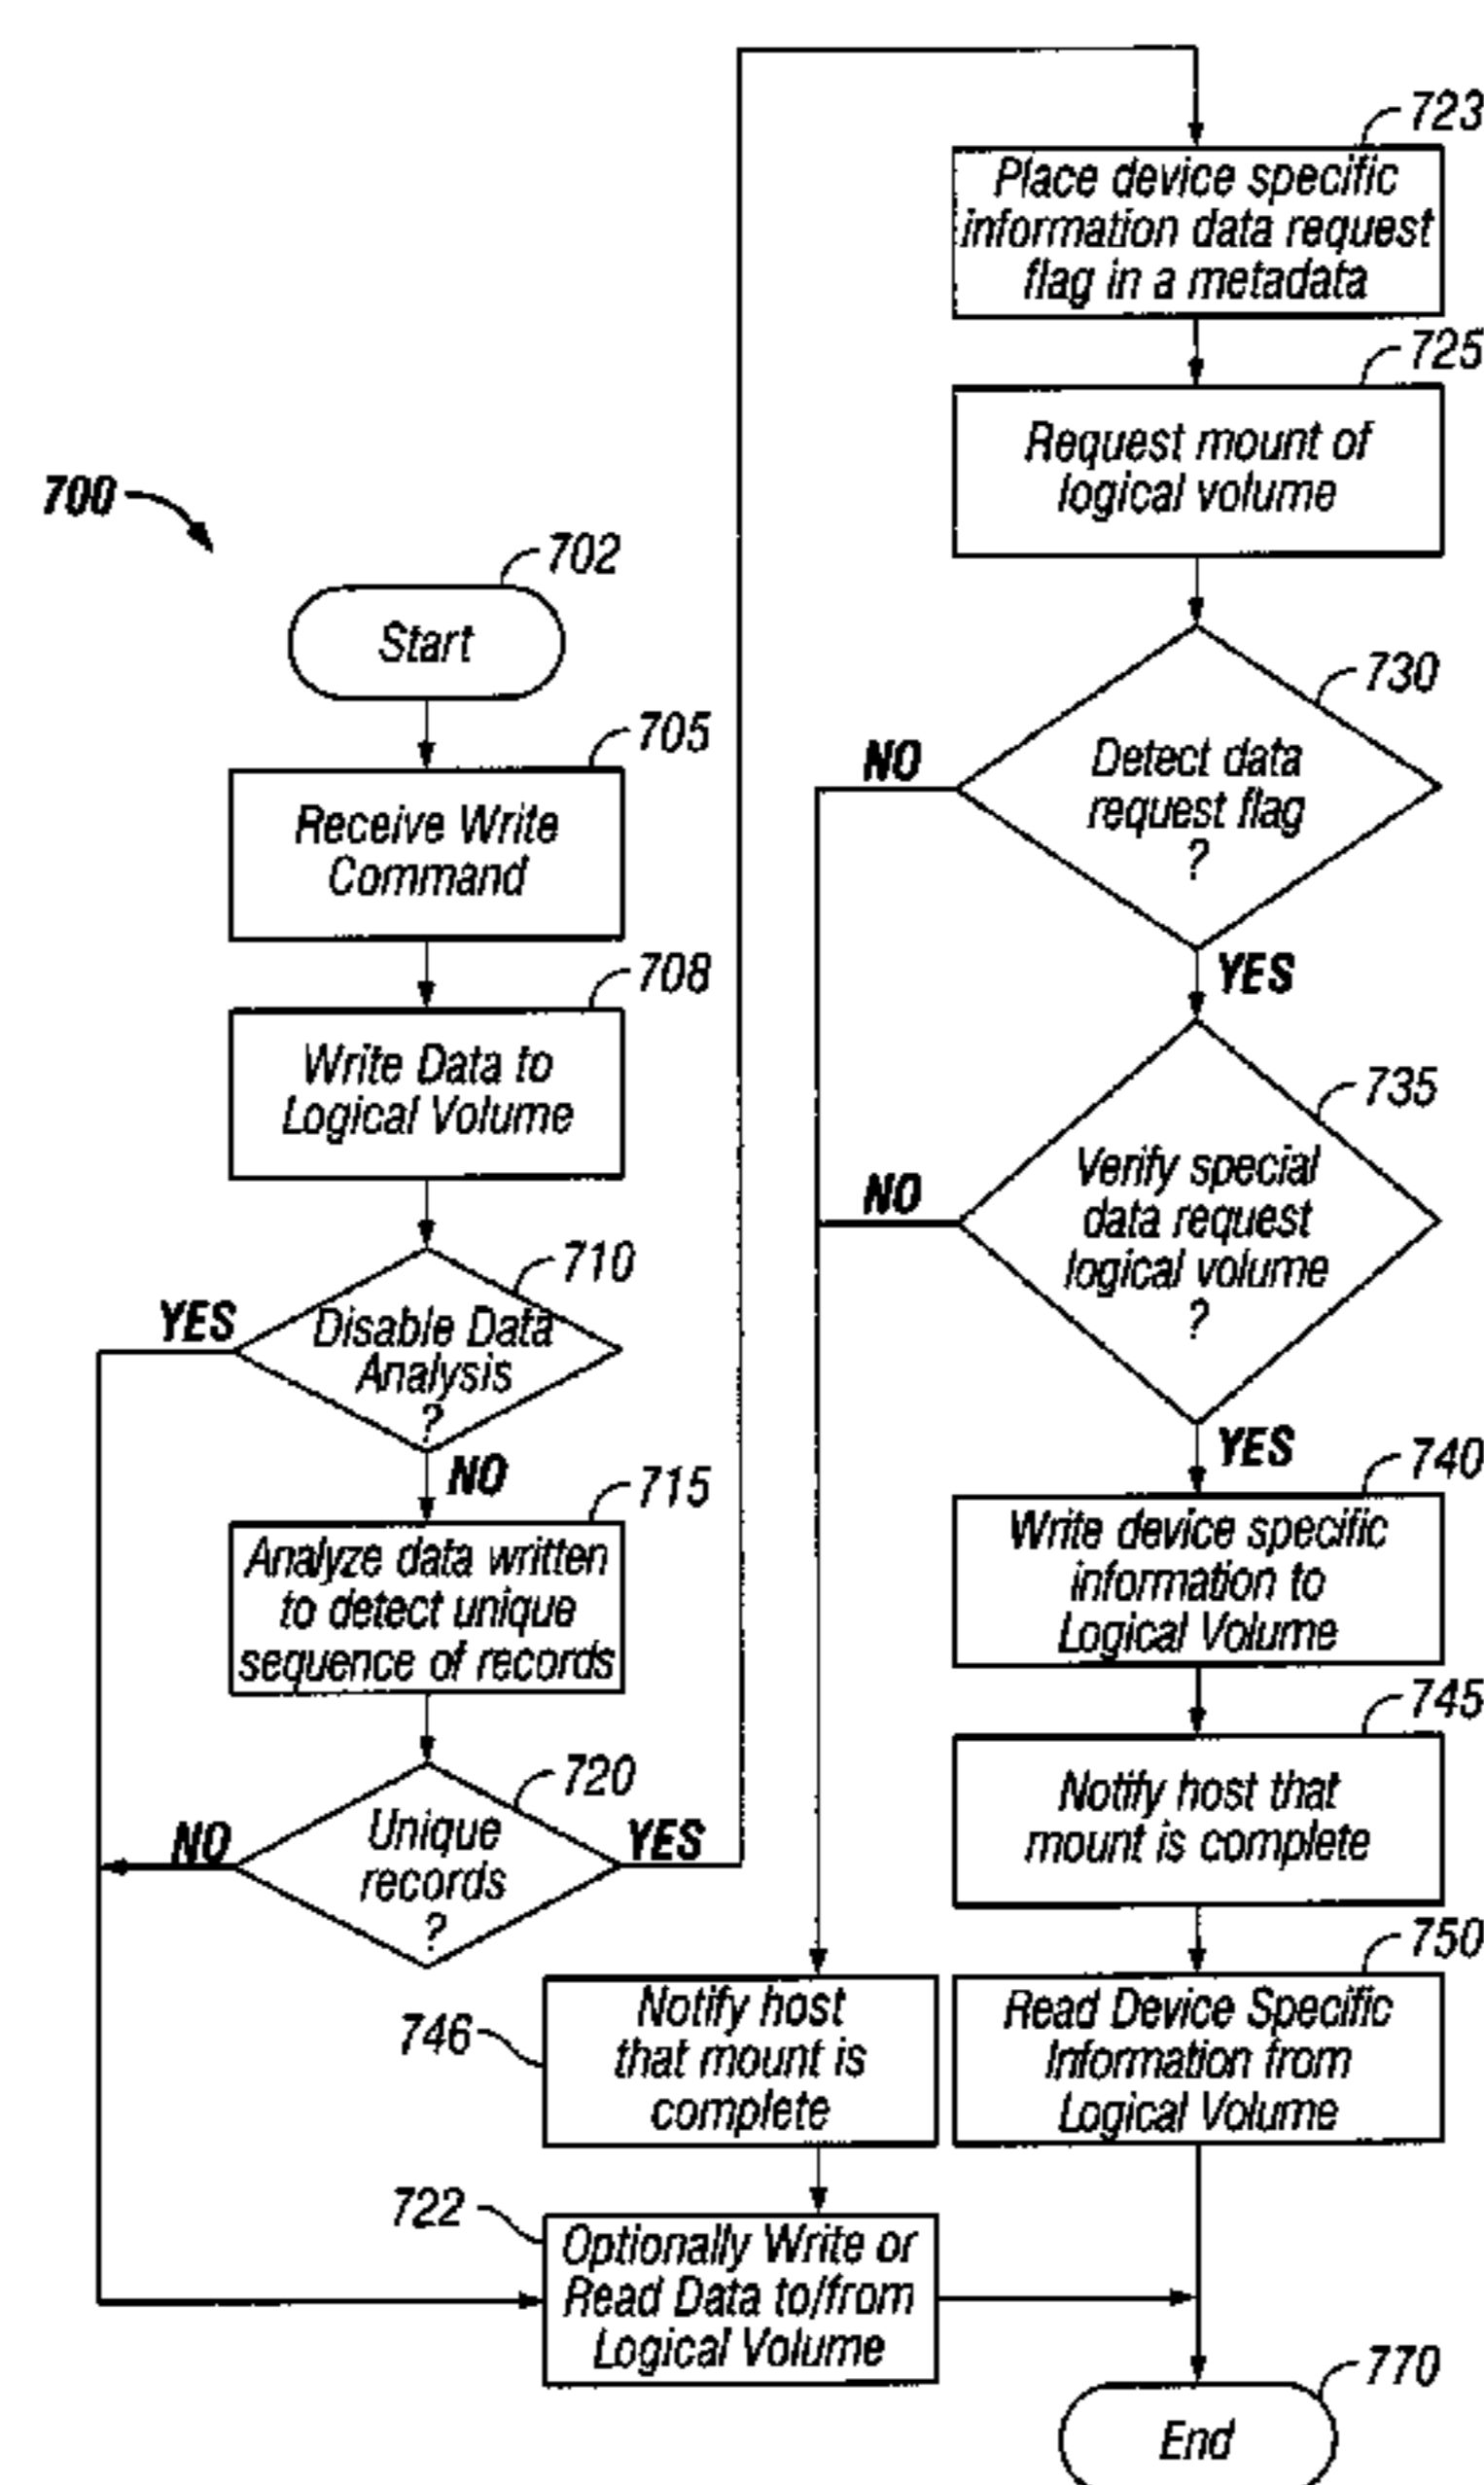 700
702
Start
705
Receive Write
Command
708
Write Data to
Logical Volume
710
YES
Disable Data
Analysis
?
NO
715
Analyze data written
to detect unique
sequence of records
720
NO
Unique
records
?
YES
723
Place device specific
information data request
flag in a metadata
725
Request mount of
logical volume
730
NO
Detect data
request flag
?
YES
735
NO
Verify special
data request
logical volume
?
YES
740
Write device specific
information to
Logical Volume
745
Notify host that
mount is complete
750
Read Device Specific
Information from
Logical Volume
746
Notify host
that mount is
complete
722
Optionally Write or
Read Data to/from
Logical Volume
770
End